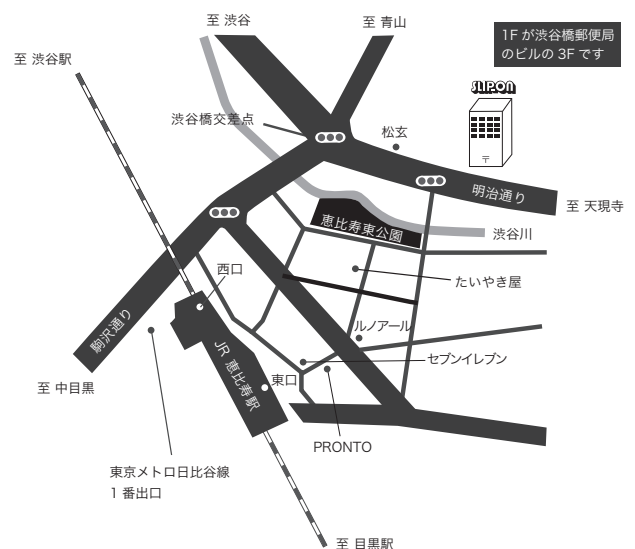 至 渋谷
至 青山
1F が渋谷橋郵便局
のビルの 3F です
至 渋谷駅
SLIPON
渋谷橋交差点
松玄
〒
明治通り
至 天現寺
恵比寿東公園
渋谷川
西口
たいやき屋
駒沢通り
ルノアール
セブンイレブン
JR 恵比寿駅
東口
至 中目黒
PRONTO
東京メトロ日比谷線
1 番出口
至 目黒駅